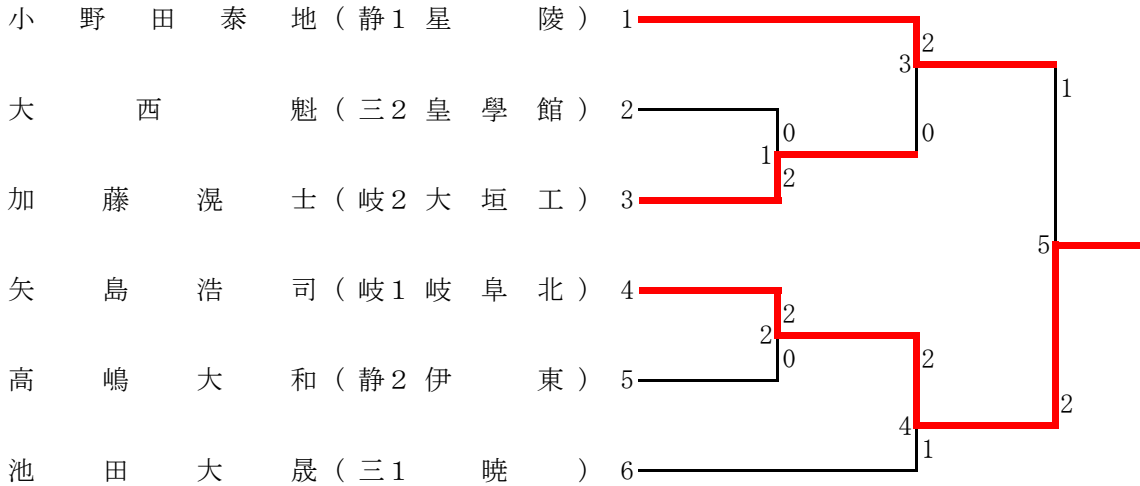 小野田泰地(静1星陵) 1
2
3
大西魁(三2皇學館) 2
0
0
1
1
2
加藤滉士(岐2大垣工) 3
5
矢島浩司(岐1岐阜北) 4
2
2
0
2
高嶋大和(静2伊東) 5
2
4
1
池田大晟(三1暁) 6